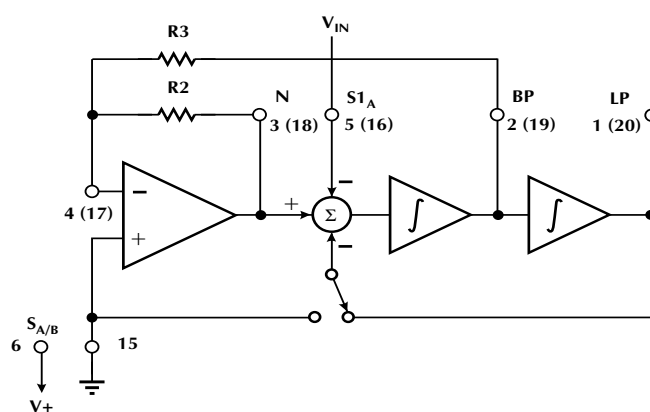 R3
V_IN
R2
N
3 (18)
S1_A
5 (16)
BP
2 (19)
LP
1 (20)
4 (17)
−
+
+
−
Σ
−
∫
∫
S_A/B
6
15
V+